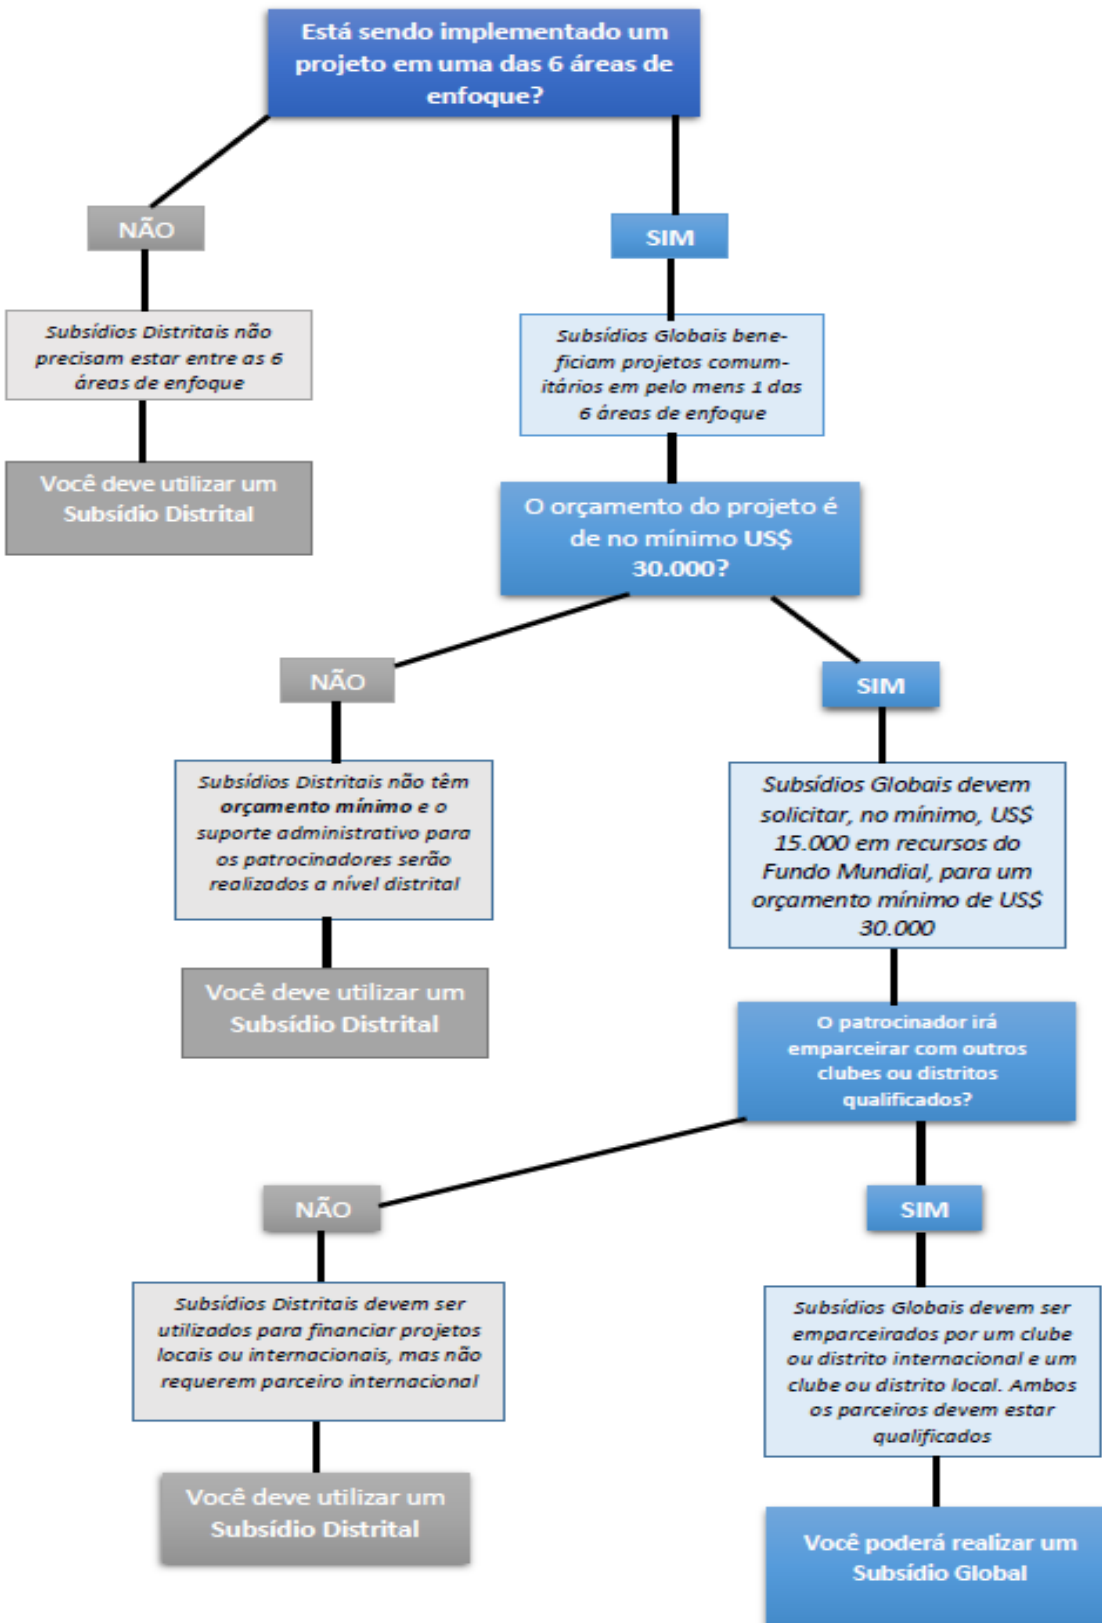 Está sendo implementado um
projeto em uma das 6 áreas de
enfoque?
NÃO
SIM
Subsídios Distritais não
precisam estar entre as 6
áreas de enfoque
Subsídios Globais bene-
ficiam projetos comum-
itários em pelo mens 1 das
6 áreas de enfoque
Você deve utilizar um
Subsídio Distrital
O orçamento do projeto é
de no mínimo US$
30.000?
NÃO
SIM
Subsídios Distritais não têm
orçamento mínimo e o
suporte administrativo para
os patrocinadores serão
realizados a nível distrital
Subsídios Globais devem
solicitar, no mínimo, US$
15.000 em recursos do
Fundo Mundial, para um
orçamento mínimo de US$
30.000
Você deve utilizar um
Subsídio Distrital
O patrocinador irá
emparceirar com outros
clubes ou distritos
qualificados?
NÃO
SIM
Subsídios Distritais devem ser
utilizados para financiar projetos
locais ou internacionais, mas não
requerem parceiro internacional
Subsídios Globais devem ser
emparceirados por um clube
ou distrito internacional e um
clube ou distrito local. Ambos
os parceiros devem estar
qualificados
Você deve utilizar um
Subsídio Distrital
Você poderá realizar um
Subsídio Global